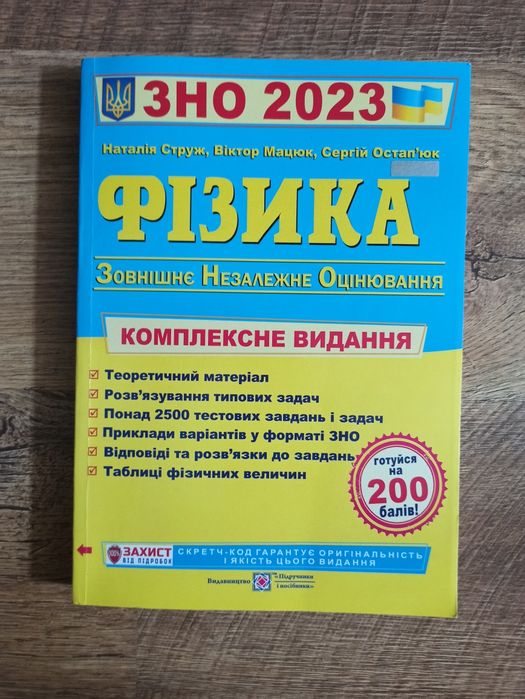 ЗНО 2023
Наталія Струж, Віктор Мацюк, Сергій Остап'юк
ФІЗИКА
ЗОВНІШНЄ НЕЗАЛЕЖНЕ ОЦІНЮВАННЯ
КОМПЛЕКСНЕ ВИДАННЯ
Теоретичний матеріал
Розв'язування типових задач
Понад 2500 тестових завдань і задач
Приклади варіантів у форматі ЗНО
Відповіді та розв'язки до завдань
Таблиці фізичних величин
готуйся
на
200
балів!
100%
ЗАХИСТ
ВІД ПІДРОБОК
СКРЕТЧ-КОД ГАРАНТУЄ ОРИГІНАЛЬНІСТЬ
І ЯКІСТЬ ЦЬОГО ВИДАННЯ
Видавництво «Підручники
і посібники»